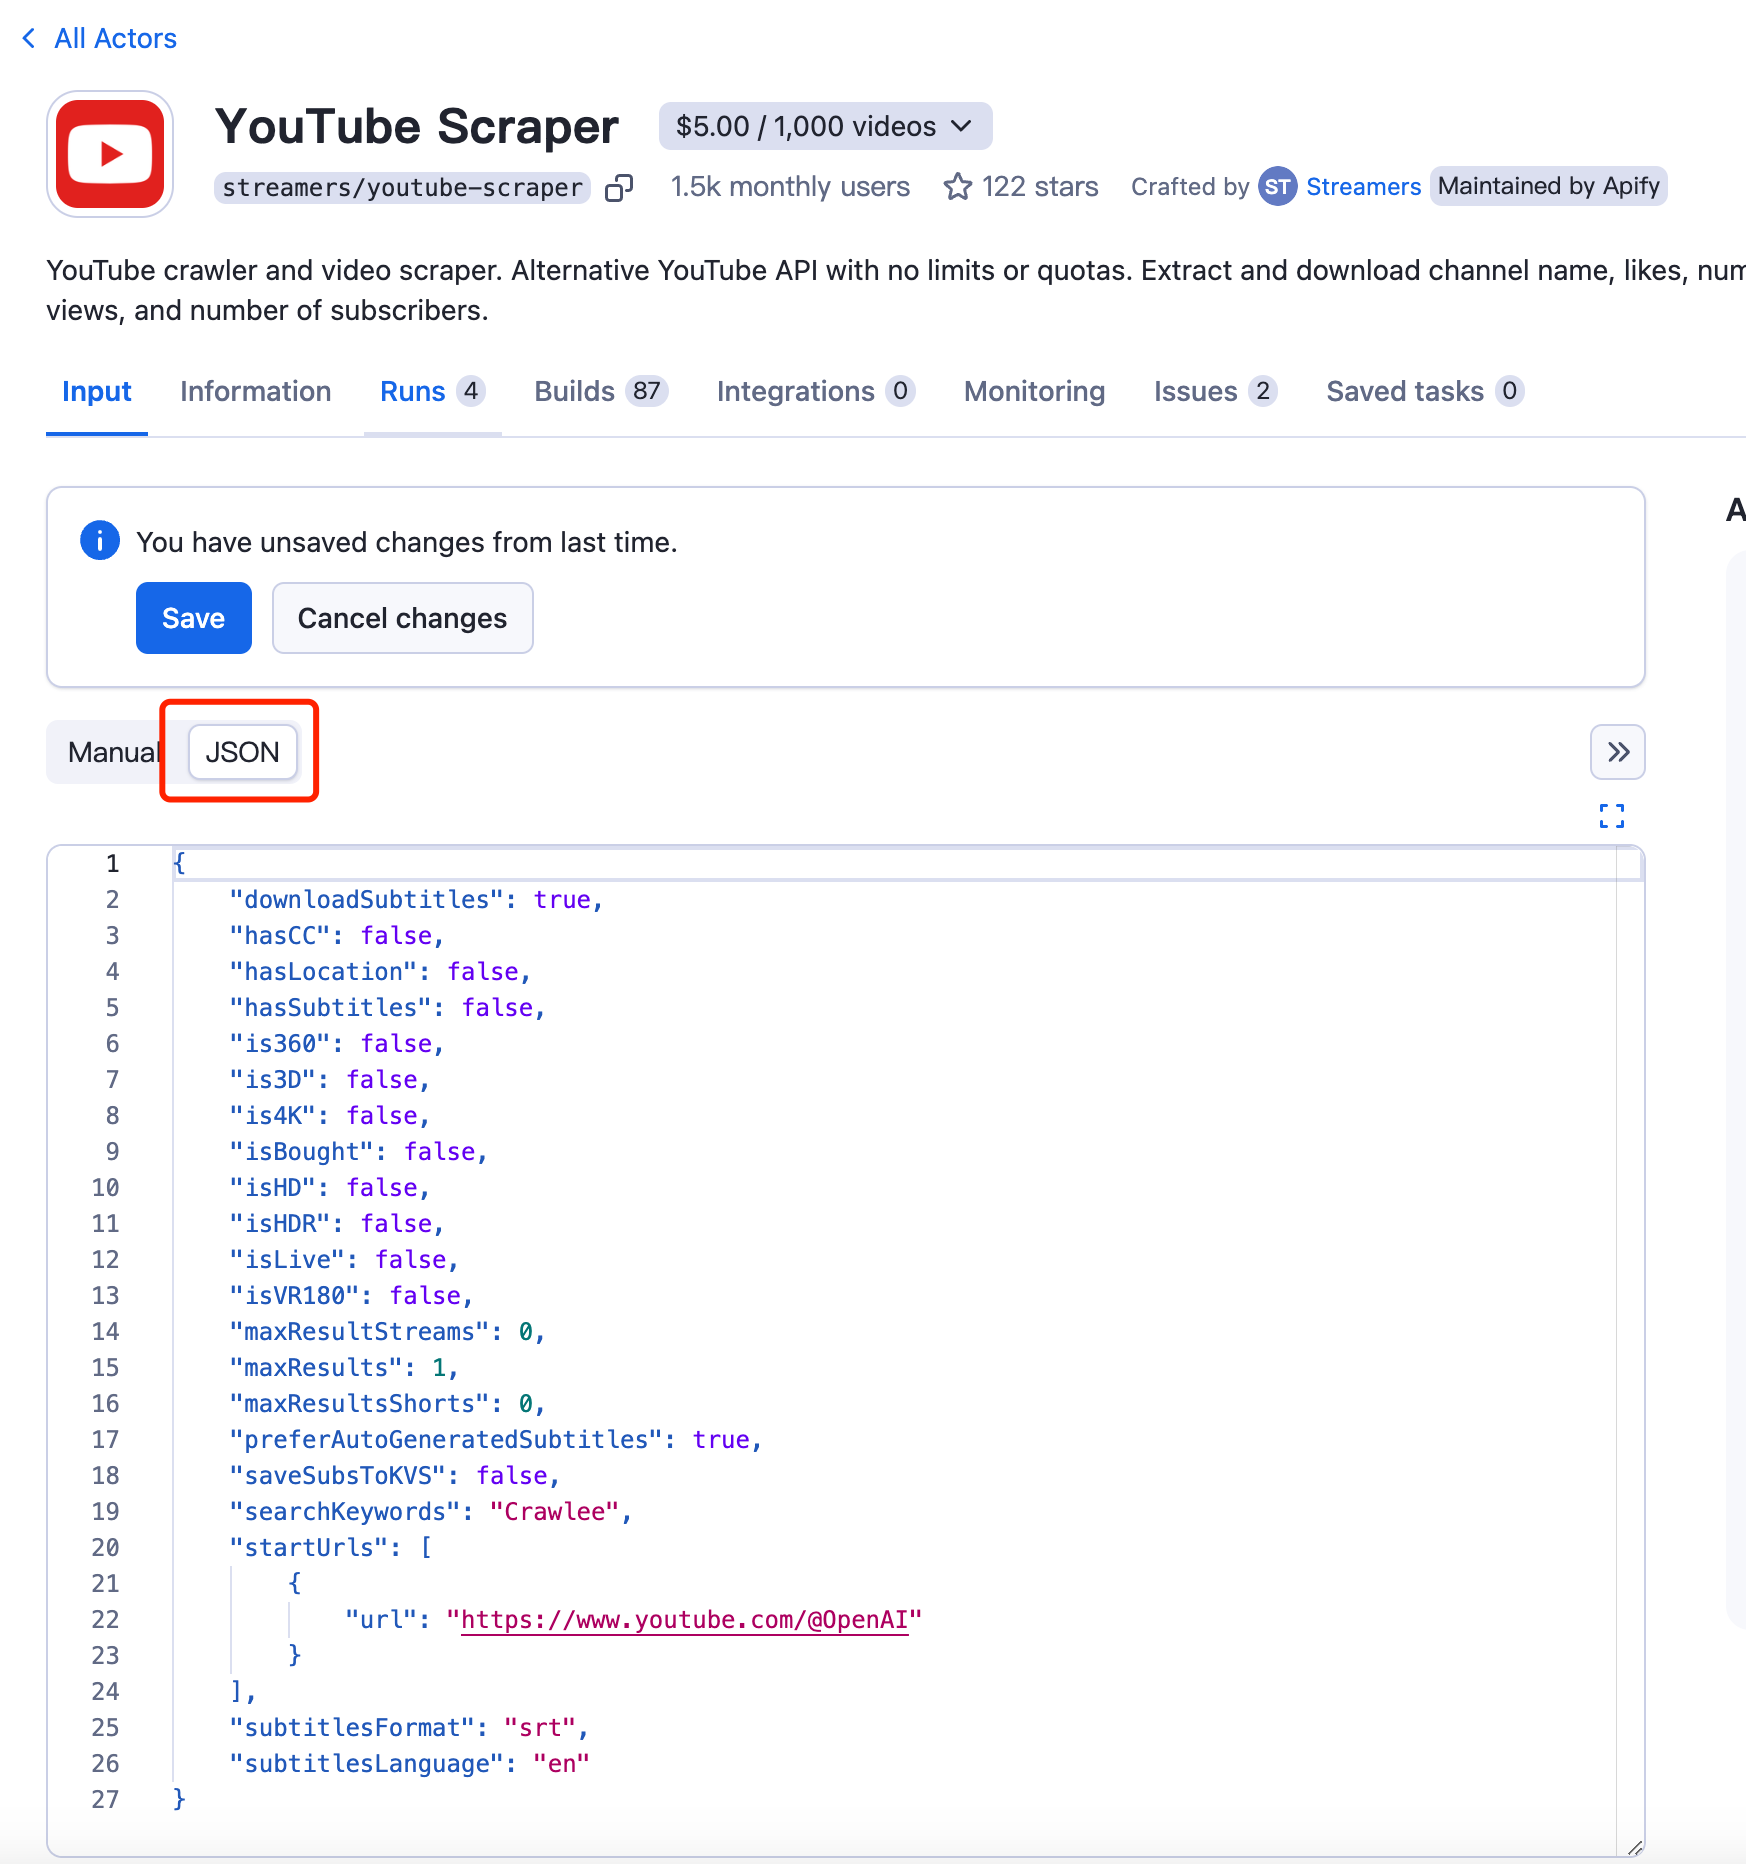 All Actors
YouTube Scraper $5.00 / 1,000 videos
streamers/youtube-scraper 1.5k monthly users 122 stars Crafted by ST Streamers Maintained by Apify
YouTube crawler and video scraper. Alternative YouTube API with no limits or quotas. Extract and download channel name, likes,
views, and number of subscribers.
Input Information Runs 4 Builds 87 Integrations 0 Monitoring Issues 2 Saved tasks 0
You have unsaved changes from last time.
Save Cancel changes
Manual JSON
1 {
2 "downloadSubtitles": true,
3 "hasCC": false,
4 "hasLocation": false,
5 "hasSubtitles": false,
6 "is360": false,
7 "is3D": false,
8 "is4K": false,
9 "isBought": false,
10 "isHD": false,
11 "isHDR": false,
12 "isLive": false,
13 "isVR180": false,
14 "maxResultStreams": 0,
15 "maxResults": 1,
16 "maxResultsShorts": 0,
17 "preferAutoGeneratedSubtitles": true,
18 "saveSubsToKVS": false,
19 "searchKeywords": "Crawlee",
20 "startUrls": [
21 {
22 "url": "https://www.youtube.com/@OpenAI"
23 }
24 ],
25 "subtitlesFormat": "srt",
26 "subtitlesLanguage": "en"
27 }